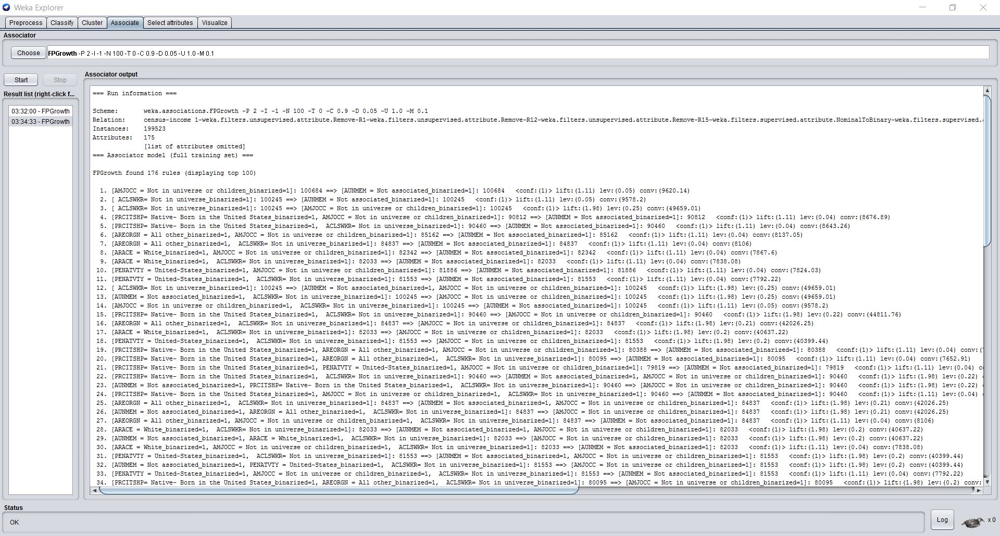 Weka Explorer
Preprocess Classify Cluster Associate Select attributes Visualize
Associator
Choose FPGrowth -P 2 -I -1 -N 100 -T 0 -C 0.9 -D 0.05 -U 1.0 -M 0.1
Start Stop
Result list (right-click f...
03:32:00 - FPGrowth
03:34:33 - FPGrowth
Associator output
=== Run information ===
Scheme: weka.associations.FPGrowth -P 2 -I -1 -N 100 -T 0 -C 0.9 -D 0.05 -U 1.0 -M 0.1
Relation: census-income 1-weka.filters.unsupervised.attribute.Remove-R1-weka.filters.unsupervised.attribute.Remove-R12-weka.filters.unsupervised.attribute.Remove-R15-weka.filters.supervised.attribute.NominalToBinary-weka.filters.supervised.
Instances: 199523
Attributes: 175
[list of attributes omitted]
=== Associator model (full training set) ===
FPGrowth found 176 rules (displaying top 100)
1. [AMJOCC = Not in universe or children_binarized=1]: 100684 ==> [AUNMEM = Not associated_binarized=1]: 100684 <conf:(1)> lift:(1.11) lev:(0.05) conv:(9620.14)
2. [ ACLSWKR= Not in universe_binarized=1]: 100245 ==> [AUNMEM = Not associated_binarized=1]: 100245 <conf:(1)> lift:(1.11) lev:(0.05) conv:(9578.2)
3. [ ACLSWKR= Not in universe_binarized=1]: 100245 ==> [AMJOCC = Not in universe or children_binarized=1]: 100245 <conf:(1)> lift:(1.98) lev:(0.25) conv:(49659.01)
4. [PRCITSHP= Native- Born in the United States_binarized=1, AMJOCC = Not in universe or children_binarized=1]: 90812 ==> [AUNMEM = Not associated_binarized=1]: 90812 <conf:(1)> lift:(1.11) lev:(0.04) conv:(8676.89)
5. [PRCITSHP= Native- Born in the United States_binarized=1, ACLSWKR= Not in universe_binarized=1]: 90460 ==> [AUNMEM = Not associated_binarized=1]: 90460 <conf:(1)> lift:(1.11) lev:(0.04) conv:(8643.26)
6. [AREORGN = All other_binarized=1, AMJOCC = Not in universe or children_binarized=1]: 85162 ==> [AUNMEM = Not associated_binarized=1]: 85162 <conf:(1)> lift:(1.11) lev:(0.04) conv:(8137.05)
7. [AREORGN = All other_binarized=1, ACLSWKR= Not in universe_binarized=1]: 84837 ==> [AUNMEM = Not associated_binarized=1]: 84837 <conf:(1)> lift:(1.11) lev:(0.04) conv:(8106)
8. [ARACE = White_binarized=1, AMJOCC = Not in universe or children_binarized=1]: 82342 ==> [AUNMEM = Not associated_binarized=1]: 82342 <conf:(1)> lift:(1.11) lev:(0.04) conv:(7867.6)
9. [ARACE = White_binarized=1, ACLSWKR= Not in universe_binarized=1]: 82033 ==> [AUNMEM = Not associated_binarized=1]: 82033 <conf:(1)> lift:(1.11) lev:(0.04) conv:(7838.08)
10. [PENATVTY = United-States_binarized=1, AMJOCC = Not in universe or children_binarized=1]: 81886 ==> [AUNMEM = Not associated_binarized=1]: 81886 <conf:(1)> lift:(1.11) lev:(0.04) conv:(7824.03)
11. [PENATVTY = United-States_binarized=1, ACLSWKR= Not in universe_binarized=1]: 81553 ==> [AUNMEM = Not associated_binarized=1]: 81553 <conf:(1)> lift:(1.11) lev:(0.04) conv:(7792.22)
12. [ ACLSWKR= Not in universe_binarized=1]: 100245 ==> [AUNMEM = Not associated_binarized=1, AMJOCC = Not in universe or children_binarized=1]: 100245 <conf:(1)> lift:(1.98) lev:(0.25) conv:(49659.01)
13. [AUNMEM = Not associated_binarized=1, ACLSWKR= Not in universe_binarized=1]: 100245 ==> [AMJOCC = Not in universe or children_binarized=1]: 100245 <conf:(1)> lift:(1.98) lev:(0.25) conv:(49659.01)
14. [AMJOCC = Not in universe or children_binarized=1, ACLSWKR= Not in universe_binarized=1]: 100245 ==> [AUNMEM = Not associated_binarized=1]: 100245 <conf:(1)> lift:(1.11) lev:(0.05) conv:(9578.2)
15. [PRCITSHP= Native- Born in the United States_binarized=1, ACLSWKR= Not in universe_binarized=1]: 90460 ==> [AMJOCC = Not in universe or children_binarized=1]: 90460 <conf:(1)> lift:(1.98) lev:(0.22) conv:(44811.76)
16. [AREORGN = All other_binarized=1, ACLSWKR= Not in universe_binarized=1]: 84837 ==> [AMJOCC = Not in universe or children_binarized=1]: 84837 <conf:(1)> lift:(1.98) lev:(0.21) conv:(42026.25)
17. [ARACE = White_binarized=1, ACLSWKR= Not in universe_binarized=1]: 82033 ==> [AMJOCC = Not in universe or children_binarized=1]: 82033 <conf:(1)> lift:(1.98) lev:(0.2) conv:(40637.22)
18. [PENATVTY = United-States_binarized=1, ACLSWKR= Not in universe_binarized=1]: 81553 ==> [AMJOCC = Not in universe or children_binarized=1]: 81553 <conf:(1)> lift:(1.98) lev:(0.2) conv:(40399.44)
19. [PRCITSHP= Native- Born in the United States_binarized=1, AREORGN = All other_binarized=1, AMJOCC = Not in universe or children_binarized=1]: 80388 ==> [AUNMEM = Not associated_binarized=1]: 80388 <conf:(1)> lift:(1.11) lev:(0.04) conv:(
20. [PRCITSHP= Native- Born in the United States_binarized=1, AREORGN = All other_binarized=1, ACLSWKR= Not in universe_binarized=1]: 80095 ==> [AUNMEM = Not associated_binarized=1]: 80095 <conf:(1)> lift:(1.11) lev:(0.04) conv:(7652.91)
21. [PRCITSHP= Native- Born in the United States_binarized=1, PENATVTY = United-States_binarized=1, AMJOCC = Not in universe or children_binarized=1]: 79819 ==> [AUNMEM = Not associated_binarized=1]: 79819 <conf:(1)> lift:(1.11) lev:(0.04) c
22. [PRCITSHP= Native- Born in the United States_binarized=1, ACLSWKR= Not in universe_binarized=1]: 90460 ==> [AUNMEM = Not associated_binarized=1, AMJOCC = Not in universe or children_binarized=1]: 90460 <conf:(1)> lift:(1.98) lev:(0.22)
23. [AUNMEM = Not associated_binarized=1, PRCITSHP= Native- Born in the United States_binarized=1, ACLSWKR= Not in universe_binarized=1]: 90460 ==> [AMJOCC = Not in universe or children_binarized=1]: 90460 <conf:(1)> lift:(1.98) lev:(0.22)
24. [PRCITSHP= Native- Born in the United States_binarized=1, AMJOCC = Not in universe or children_binarized=1, ACLSWKR= Not in universe_binarized=1]: 90460 ==> [AUNMEM = Not associated_binarized=1]: 90460 <conf:(1)> lift:(1.11) lev:(0.04)
25. [AREORGN = All other_binarized=1, ACLSWKR= Not in universe_binarized=1]: 84837 ==> [AUNMEM = Not associated_binarized=1, AMJOCC = Not in universe or children_binarized=1]: 84837 <conf:(1)> lift:(1.98) lev:(0.21) conv:(42026.25)
26. [AUNMEM = Not associated_binarized=1, AREORGN = All other_binarized=1, ACLSWKR= Not in universe_binarized=1]: 84837 ==> [AMJOCC = Not in universe or children_binarized=1]: 84837 <conf:(1)> lift:(1.98) lev:(0.21) conv:(42026.25)
27. [AREORGN = All other_binarized=1, AMJOCC = Not in universe or children_binarized=1, ACLSWKR= Not in universe_binarized=1]: 84837 ==> [AUNMEM = Not associated_binarized=1]: 84837 <conf:(1)> lift:(1.11) lev:(0.04) conv:(8106)
28. [ARACE = White_binarized=1, ACLSWKR= Not in universe_binarized=1]: 82033 ==> [AUNMEM = Not associated_binarized=1, AMJOCC = Not in universe or children_binarized=1]: 82033 <conf:(1)> lift:(1.98) lev:(0.2) conv:(40637.22)
29. [AUNMEM = Not associated_binarized=1, ARACE = White_binarized=1, ACLSWKR= Not in universe_binarized=1]: 82033 ==> [AMJOCC = Not in universe or children_binarized=1]: 82033 <conf:(1)> lift:(1.98) lev:(0.2) conv:(40637.22)
30. [ARACE = White_binarized=1, AMJOCC = Not in universe or children_binarized=1, ACLSWKR= Not in universe_binarized=1]: 82033 ==> [AUNMEM = Not associated_binarized=1]: 82033 <conf:(1)> lift:(1.11) lev:(0.04) conv:(7838.08)
31. [PENATVTY = United-States_binarized=1, ACLSWKR= Not in universe_binarized=1]: 81553 ==> [AUNMEM = Not associated_binarized=1, AMJOCC = Not in universe or children_binarized=1]: 81553 <conf:(1)> lift:(1.98) lev:(0.2) conv:(40399.44)
32. [AUNMEM = Not associated_binarized=1, PENATVTY = United-States_binarized=1, ACLSWKR= Not in universe_binarized=1]: 81553 ==> [AMJOCC = Not in universe or children_binarized=1]: 81553 <conf:(1)> lift:(1.98) lev:(0.2) conv:(40399.44)
33. [PENATVTY = United-States_binarized=1, AMJOCC = Not in universe or children_binarized=1, ACLSWKR= Not in universe_binarized=1]: 81553 ==> [AUNMEM = Not associated_binarized=1]: 81553 <conf:(1)> lift:(1.11) lev:(0.04) conv:(7792.22)
34. [PRCITSHP= Native- Born in the United States_binarized=1, AREORGN = All other_binarized=1, ACLSWKR= Not in universe_binarized=1]: 80095 ==> [AMJOCC = Not in universe or children_binarized=1]: 80095 <conf:(1)> lift:(1.98) lev:(0.2) conv:
Status
OK
Log x 0